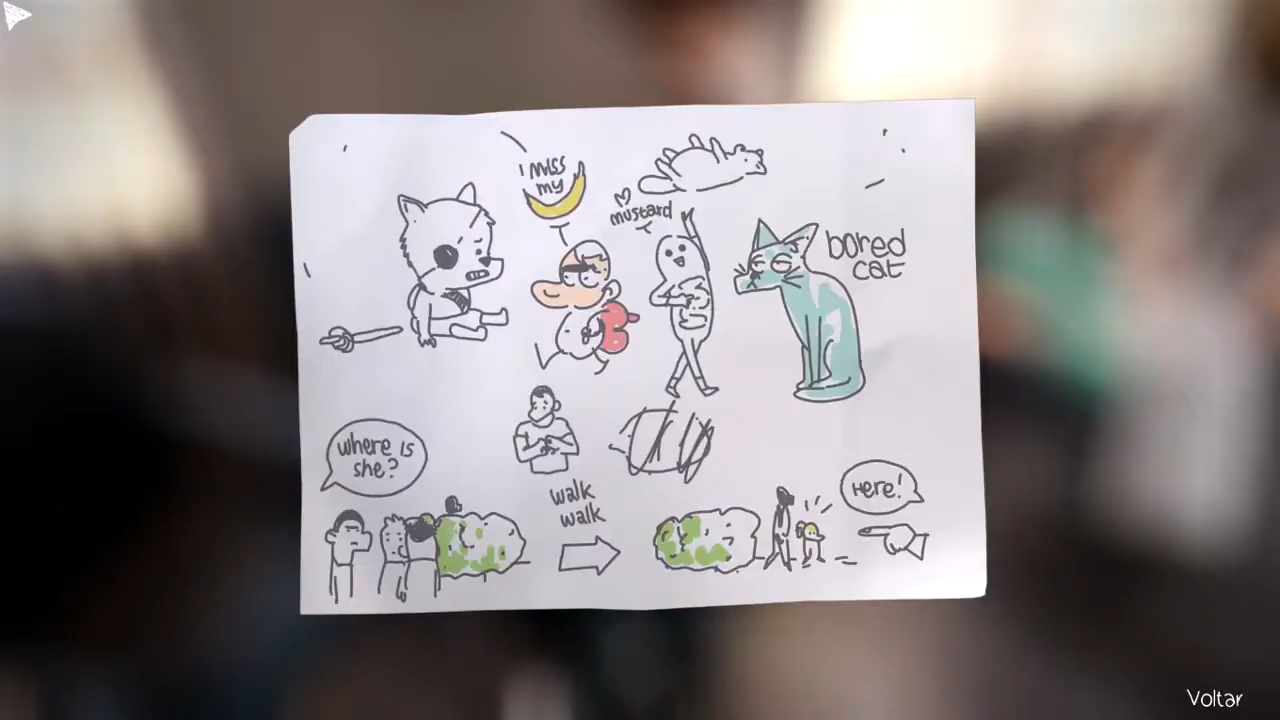 I MISS
MY
mustard
bored
cat
where is
she?
walk
walk
Here!
Voltar